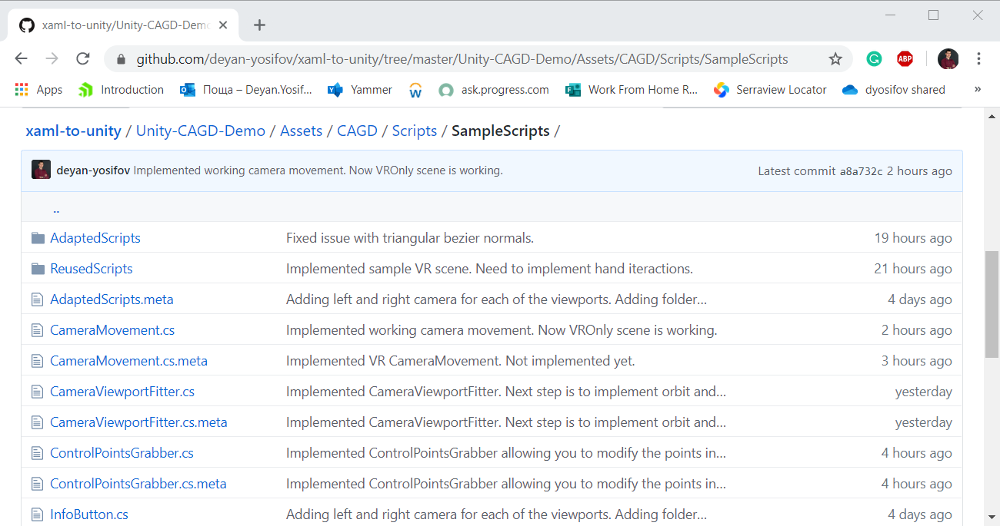 xaml-to-unity/Unity-CAGD-Demo
github.com/deyan-yosifov/xaml-to-unity/tree/master/Unity-CAGD-Demo/Assets/CAGD/Scripts/SampleScripts ABP
Apps Introduction Поща – Deyan.Yosif... Yammer ask.progress.com Work From Home R... Serraview Locator dyosifov shared »
xaml-to-unity / Unity-CAGD-Demo / Assets / CAGD / Scripts / SampleScripts /
deyan-yosifov Implemented working camera movement. Now VROnly scene is working. Latest commit a8a732c 2 hours ago
..
AdaptedScripts Fixed issue with triangular bezier normals. 19 hours ago
ReusedScripts Implemented sample VR scene. Need to implement hand iteractions. 21 hours ago
AdaptedScripts.meta Adding left and right camera for each of the viewports. Adding folder... 4 days ago
CameraMovement.cs Implemented working camera movement. Now VROnly scene is working. 2 hours ago
CameraMovement.cs.meta Implemented VR CameraMovement. Not implemented yet. 3 hours ago
CameraViewportFitter.cs Implemented CameraViewportFitter. Next step is to implement orbit and... yesterday
CameraViewportFitter.cs.meta Implemented CameraViewportFitter. Next step is to implement orbit and... yesterday
ControlPointsGrabber.cs Implemented ControlPointsGrabber allowing you to modify the points in... 4 hours ago
ControlPointsGrabber.cs.meta Implemented ControlPointsGrabber allowing you to modify the points in... 4 hours ago
InfoButton.cs Adding left and right camera for each of the viewports. Adding folder... 4 days ago